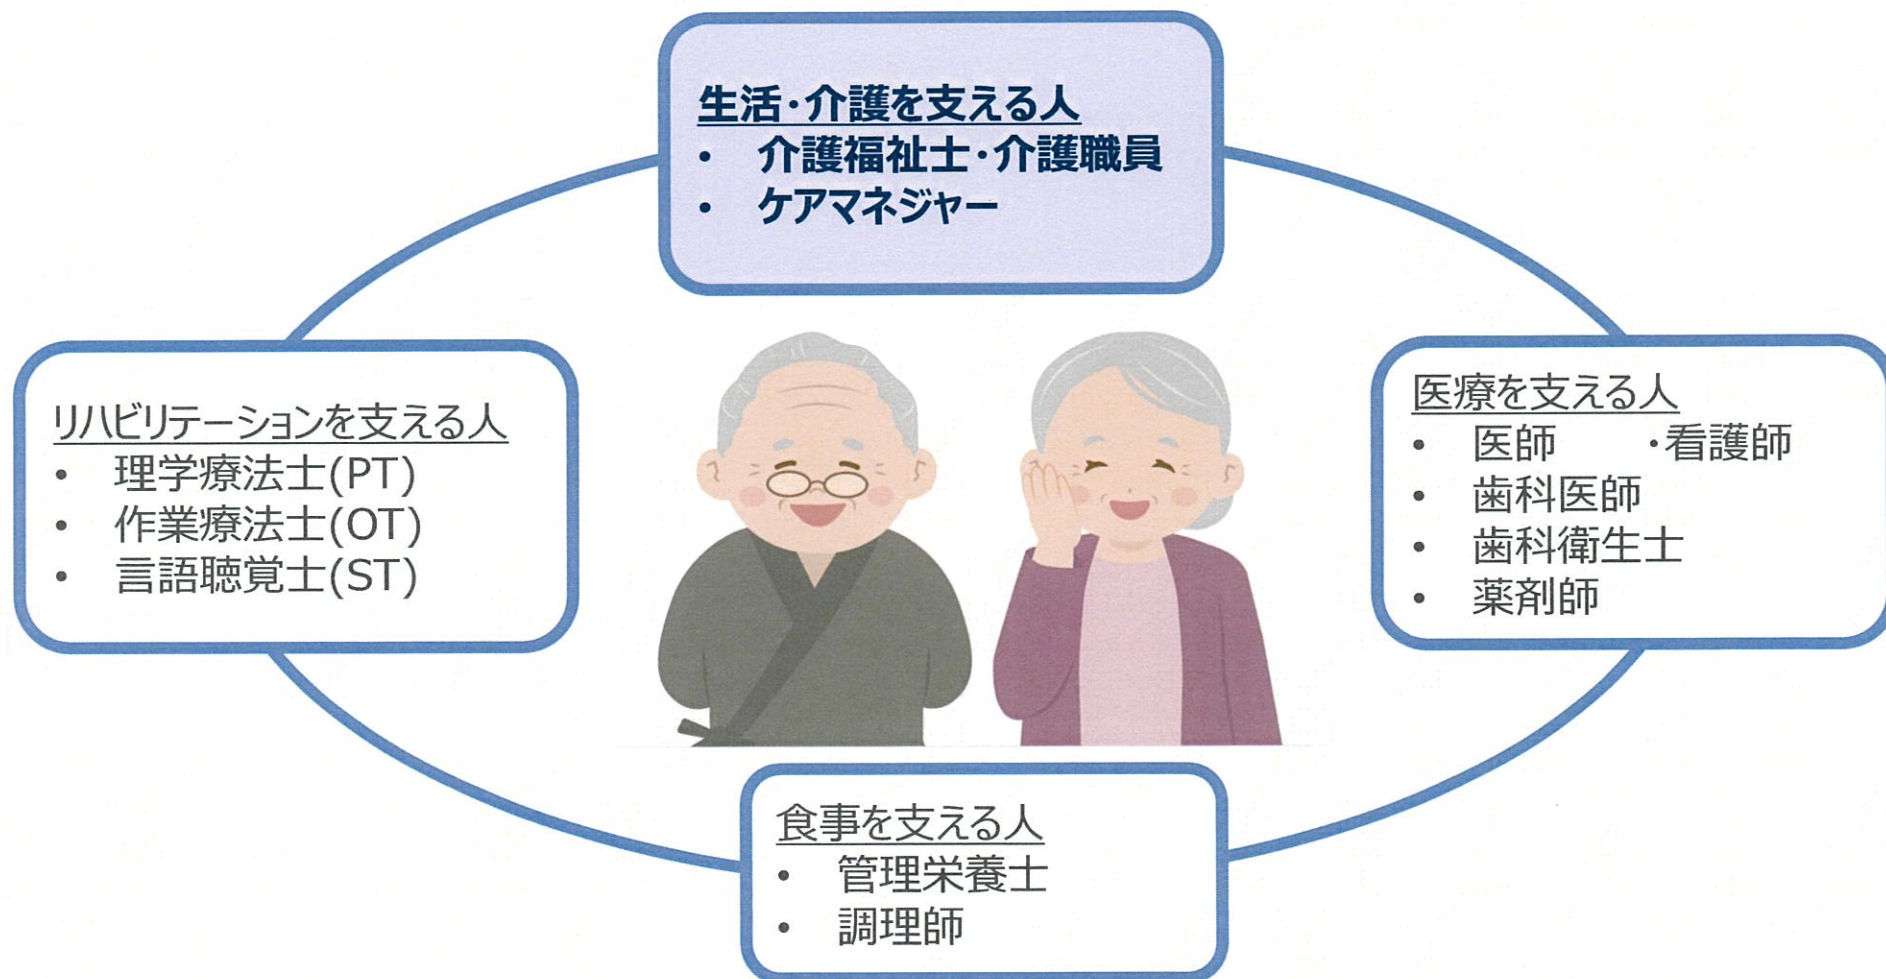 生活・介護を支える人
• 介護福祉士・介護職員
• ケアマネジャー
リハビリテーションを支える人
• 理学療法士(PT)
• 作業療法士(OT)
• 言語聴覚士(ST)
医療を支える人
• 医師 ・看護師
• 歯科医師
• 歯科衛生士
• 薬剤師
食事を支える人
• 管理栄養士
• 調理師